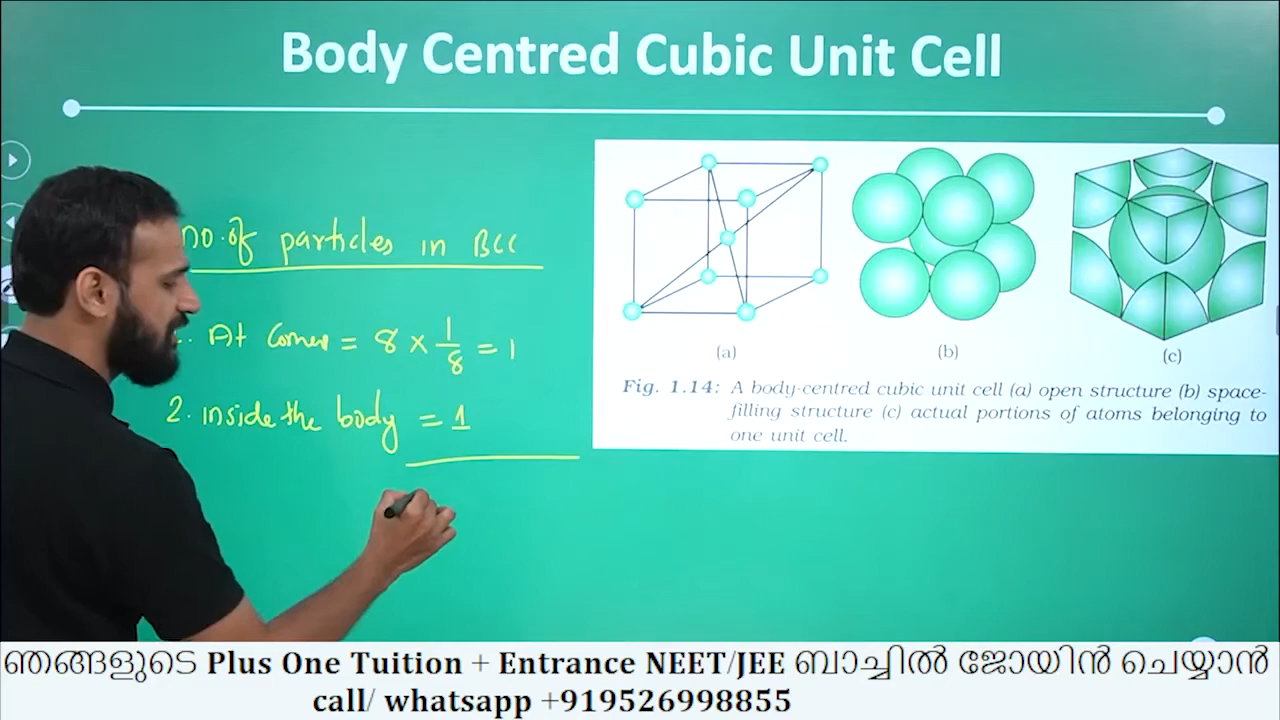 Body Centred Cubic Unit Cell
no. of particles in BCC
At corner = 8 × 1/8 = 1
2. inside the body = 1
(a)
(b)
(c)
Fig. 1.14: A body-centred cubic unit cell (a) open structure (b) space-
filling structure (c) actual portions of atoms belonging to
one unit cell.
ഞങ്ങളുടെ Plus One Tuition + Entrance NEET/JEE ബാച്ചിൽ ജോയിൻ ചെയ്യാൻ
call/ whatsapp +919526998855